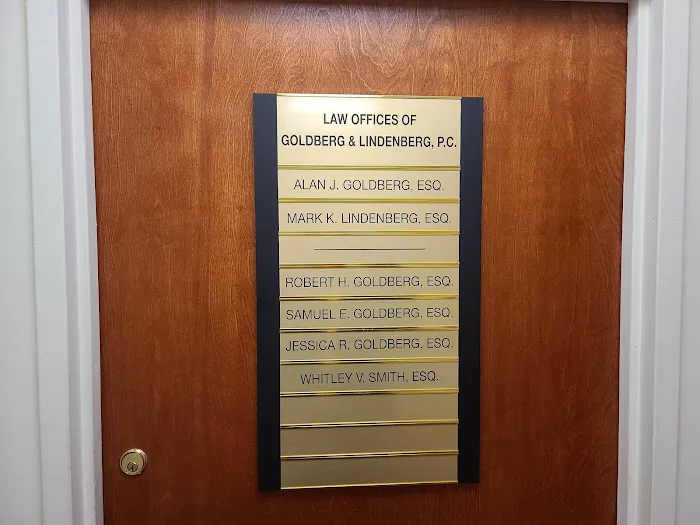 LAW OFFICES OF
GOLDBERG & LINDENBERG, P.C.
ALAN J. GOLDBERG, ESQ.
MARK K. LINDENBERG, ESQ.
ROBERT H. GOLDBERG, ESQ.
SAMUEL E. GOLDBERG, ESQ.
JESSICA R. GOLDBERG, ESQ.
WHITLEY V. SMITH, ESQ.